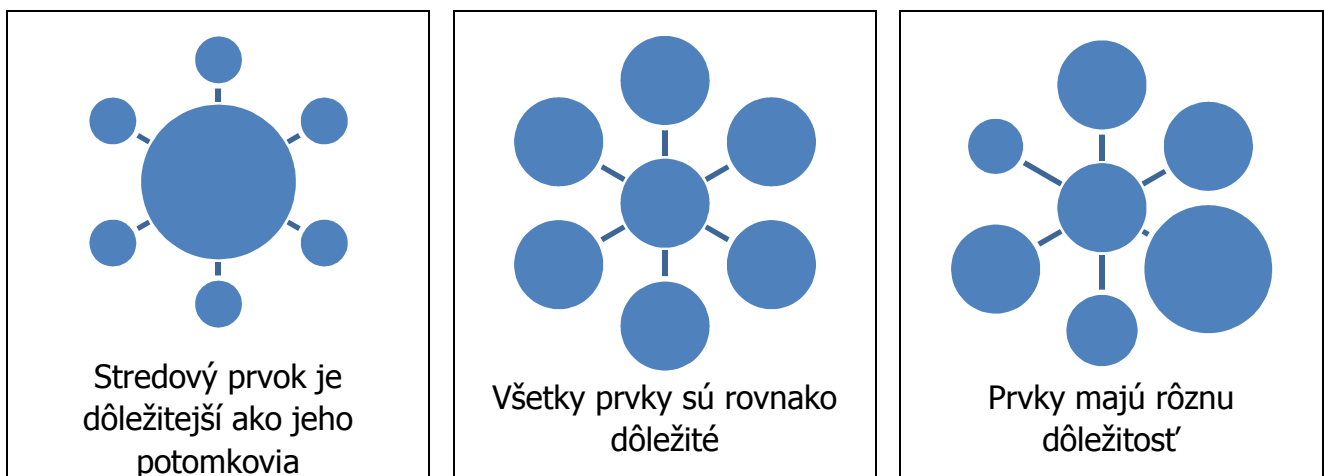 Stredový prvok je
dôležitejší ako jeho
potomkovia
Všetky prvky sú rovnako
dôležité
Prvky majú rôznu
dôležitosť